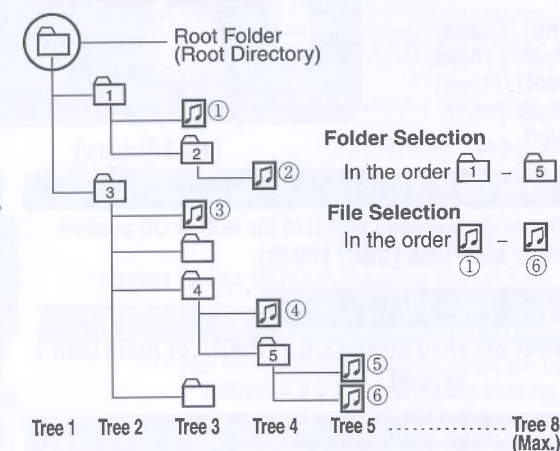 Root Folder
(Root Directory)
1
①
2
②
3
③
4
④
5
⑤
⑥
Folder Selection
In the order 1 – 5
File Selection
In the order ① – ⑥
Tree 1 Tree 2 Tree 3 Tree 4 Tree 5 .............. Tree 8
(Max.)